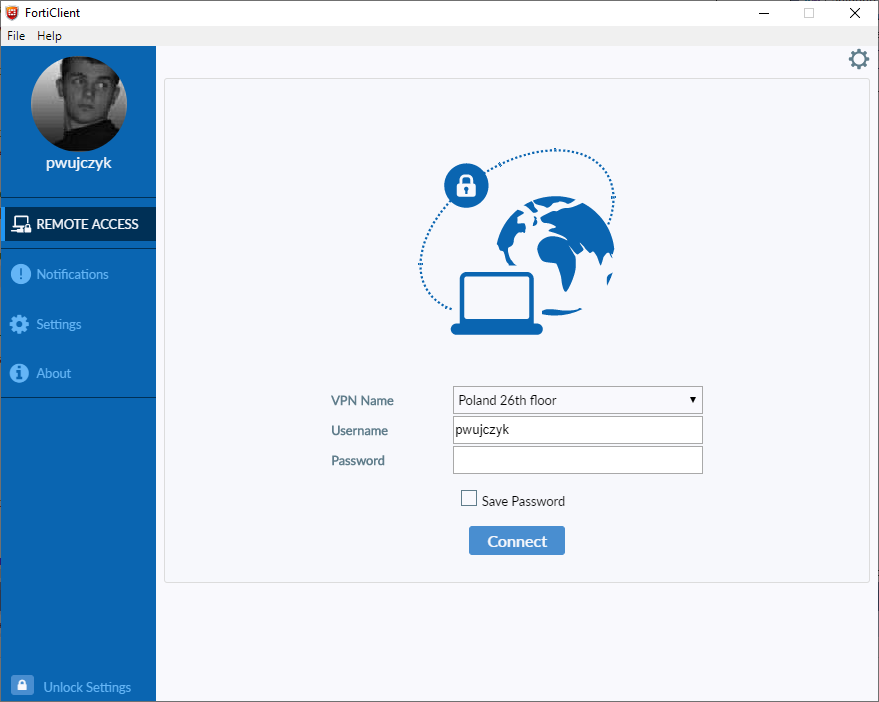 FortiClient
File Help
pwujczyk
REMOTE ACCESS
Notifications
Settings
About
Unlock Settings
VPN Name Poland 26th floor
Username pwujczyk
Password
Save Password
Connect